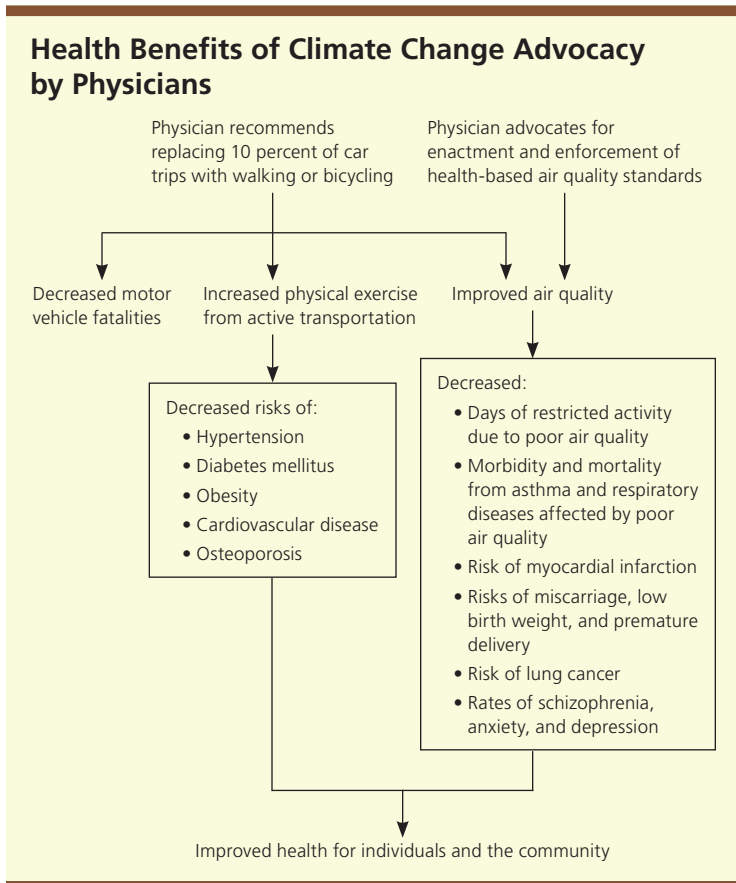 Health Benefits of Climate Change Advocacy
by Physicians
Physician recommends
replacing 10 percent of car
trips with walking or bicycling
Physician advocates for
enactment and enforcement of
health-based air quality standards
Decreased motor
vehicle fatalities
Increased physical exercise
from active transportation
Improved air quality
Decreased risks of:
• Hypertension
• Diabetes mellitus
• Obesity
• Cardiovascular disease
• Osteoporosis
Decreased:
• Days of restricted activity
due to poor air quality
• Morbidity and mortality
from asthma and respiratory
diseases affected by poor
air quality
• Risk of myocardial infarction
• Risks of miscarriage, low
birth weight, and premature
delivery
• Risk of lung cancer
• Rates of schizophrenia,
anxiety, and depression
Improved health for individuals and the community